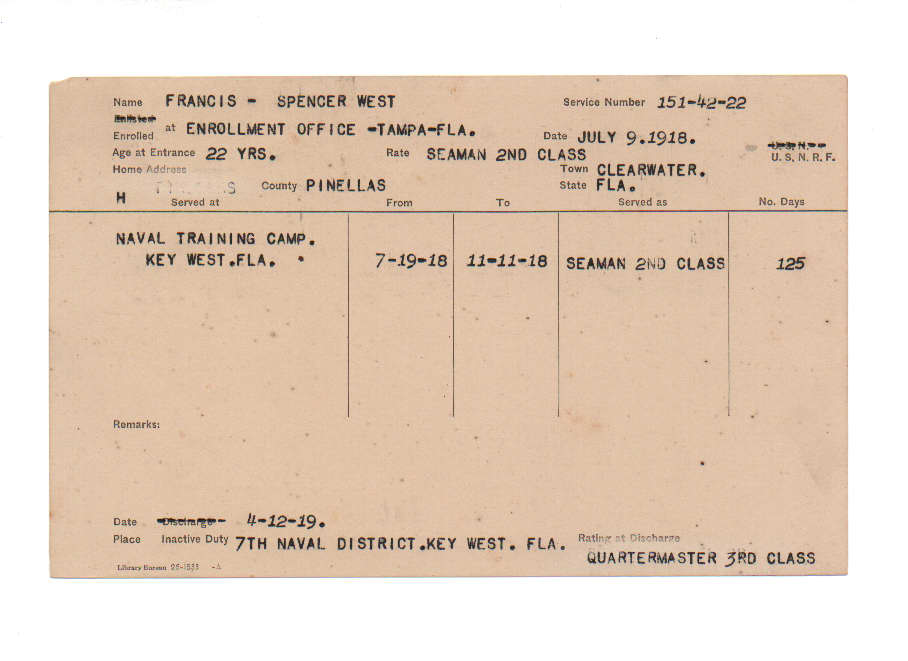 Name FRANCIS - SPENCER WEST Service Number 151-42-22
Enlisted
Enrolled at ENROLLMENT OFFICE -TAMPA-FLA. Date JULY 9.1918.
Age at Entrance 22 YRS. Rate SEAMAN 2ND CLASS U. S. N. R. F.
Home Address Town CLEARWATER.
County PINELLAS State FLA.
H Served at From To Served as No. Days
NAVAL TRAINING CAMP.
KEY WEST.FLA. 7-19-18 11-11-18 SEAMAN 2ND CLASS 125
Remarks:
Date Discharge 4-12-19.
Place Inactive Duty 7TH NAVAL DISTRICT.KEY WEST. FLA. Rating at Discharge
QUARTERMASTER 3RD CLASS
Library Bureau 26-1533 -A